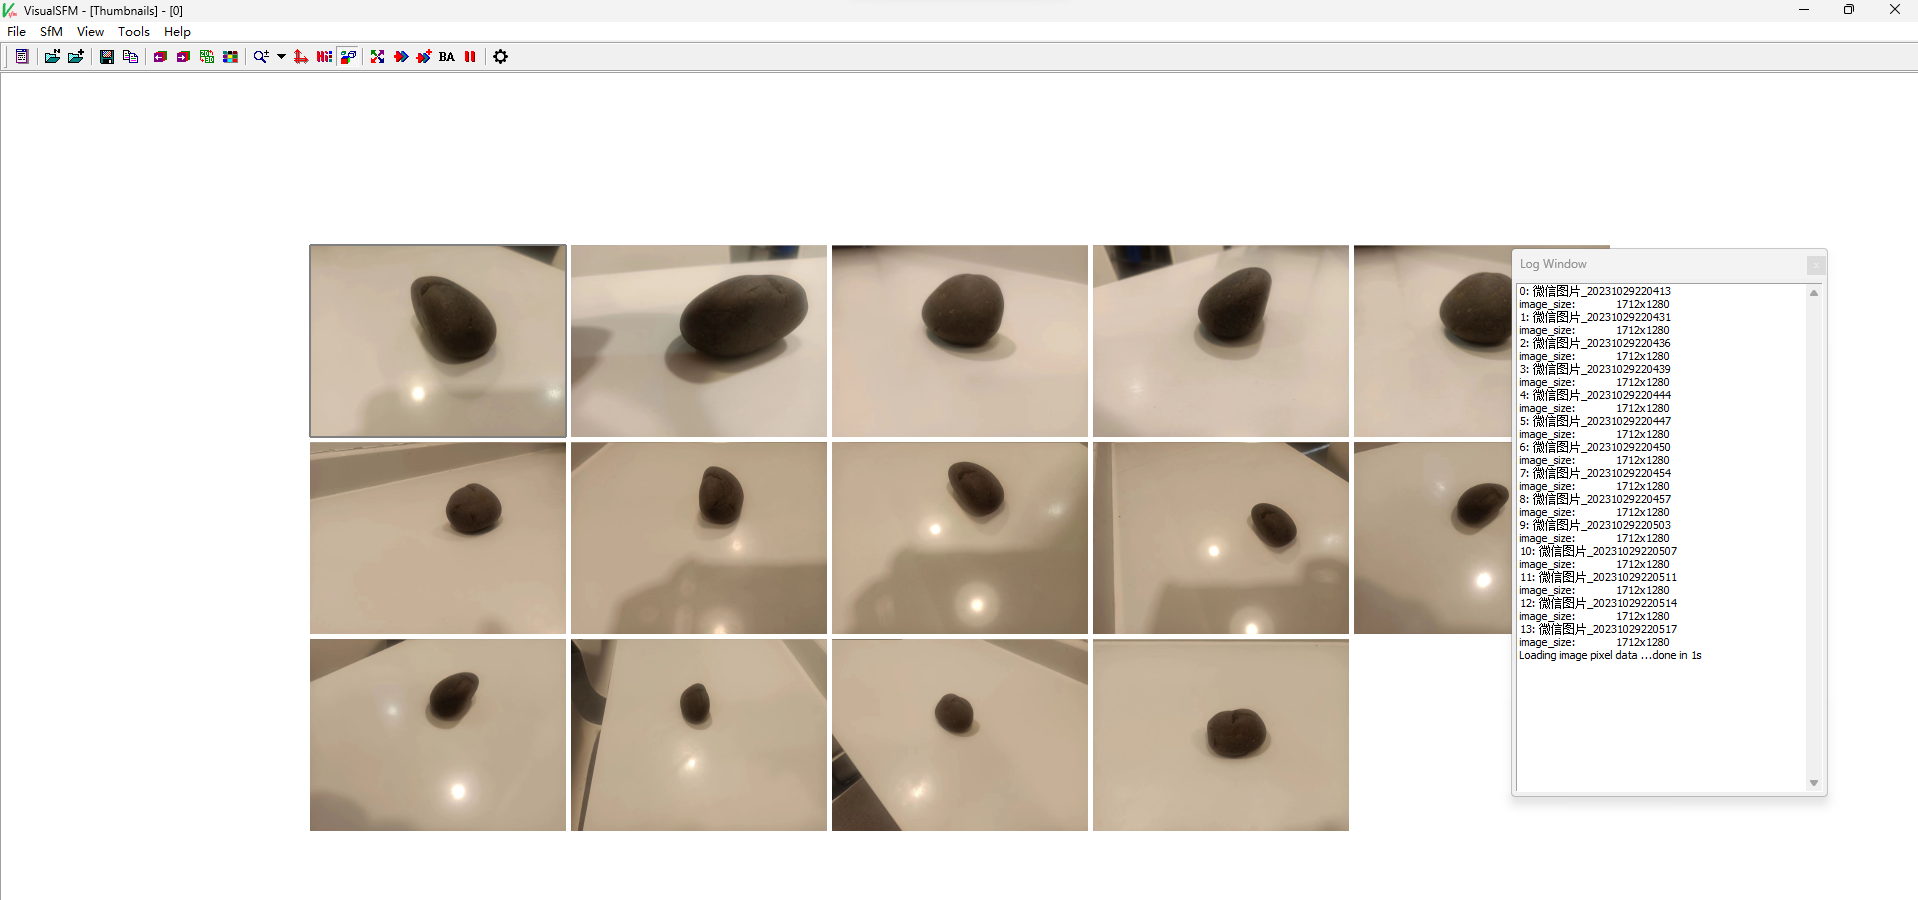 VisualSFM - [Thumbnails] - [0]
File SfM View Tools Help
BA
Log Window
0: 微信图片_20231029220413
image_size: 1712x1280
1: 微信图片_20231029220431
image_size: 1712x1280
2: 微信图片_20231029220436
image_size: 1712x1280
3: 微信图片_20231029220439
image_size: 1712x1280
4: 微信图片_20231029220444
image_size: 1712x1280
5: 微信图片_20231029220447
image_size: 1712x1280
6: 微信图片_20231029220450
image_size: 1712x1280
7: 微信图片_20231029220454
image_size: 1712x1280
8: 微信图片_20231029220457
image_size: 1712x1280
9: 微信图片_20231029220503
image_size: 1712x1280
10: 微信图片_20231029220507
image_size: 1712x1280
11: 微信图片_20231029220511
image_size: 1712x1280
12: 微信图片_20231029220514
image_size: 1712x1280
13: 微信图片_20231029220517
image_size: 1712x1280
Loading image pixel data ...done in 1s